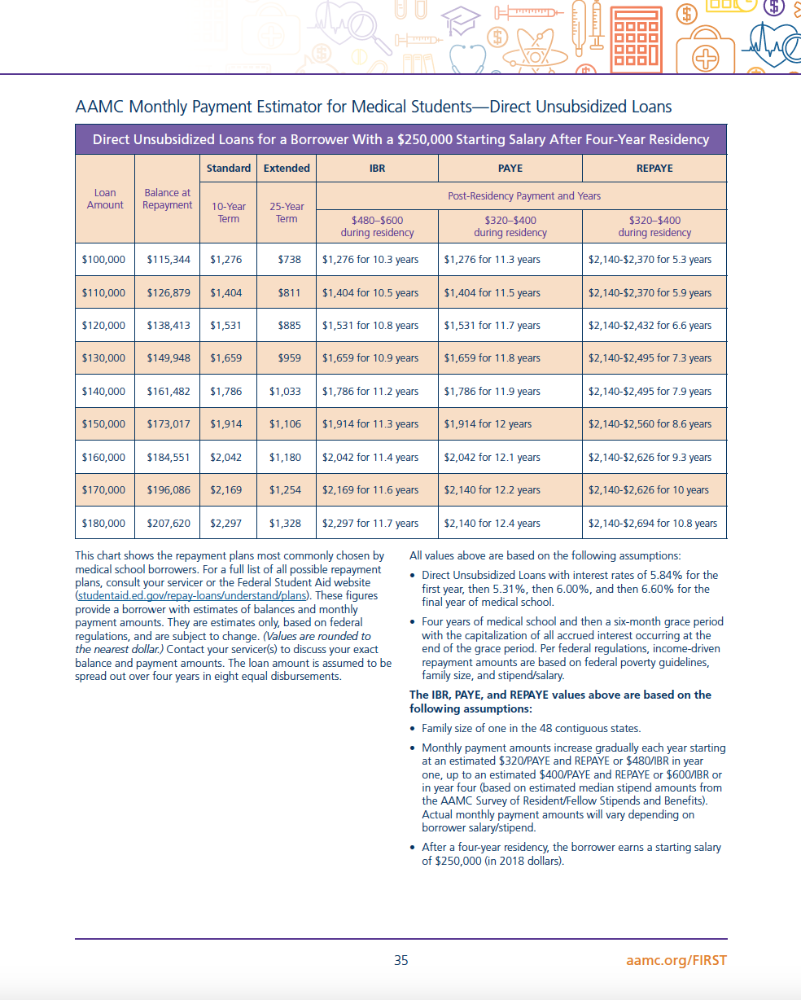 AAMC Monthly Payment Estimator for Medical Students—Direct Unsubsidized Loans
Direct Unsubsidized Loans for a Borrower With a $250,000 Starting Salary After Four-Year Residency
Loan Amount Balance at Repayment Standard Extended IBR PAYE REPAYE
10-Year Term 25-Year Term Post-Residency Payment and Years
$480–$600 during residency $320–$400 during residency $320–$400 during residency
$100,000 $115,344 $1,276 $738 $1,276 for 10.3 years $1,276 for 11.3 years $2,140-$2,370 for 5.3 years
$110,000 $126,879 $1,404 $811 $1,404 for 10.5 years $1,404 for 11.5 years $2,140-$2,370 for 5.9 years
$120,000 $138,413 $1,531 $885 $1,531 for 10.8 years $1,531 for 11.7 years $2,140-$2,432 for 6.6 years
$130,000 $149,948 $1,659 $959 $1,659 for 10.9 years $1,659 for 11.8 years $2,140-$2,495 for 7.3 years
$140,000 $161,482 $1,786 $1,033 $1,786 for 11.2 years $1,786 for 11.9 years $2,140-$2,495 for 7.9 years
$150,000 $173,017 $1,914 $1,106 $1,914 for 11.3 years $1,914 for 12 years $2,140-$2,560 for 8.6 years
$160,000 $184,551 $2,042 $1,180 $2,042 for 11.4 years $2,042 for 12.1 years $2,140-$2,626 for 9.3 years
$170,000 $196,086 $2,169 $1,254 $2,169 for 11.6 years $2,140 for 12.2 years $2,140-$2,626 for 10 years
$180,000 $207,620 $2,297 $1,328 $2,297 for 11.7 years $2,140 for 12.4 years $2,140-$2,694 for 10.8 years
This chart shows the repayment plans most commonly chosen by
medical school borrowers. For a full list of all possible repayment
plans, consult your servicer or the Federal Student Aid website
(studentaid.ed.gov/repay-loans/understand/plans). These figures
provide a borrower with estimates of balances and monthly
payment amounts. They are estimates only, based on federal
regulations, and are subject to change. (Values are rounded to
the nearest dollar.) Contact your servicer(s) to discuss your exact
balance and payment amounts. The loan amount is assumed to be
spread out over four years in eight equal disbursements.
All values above are based on the following assumptions:
• Direct Unsubsidized Loans with interest rates of 5.84% for the
first year, then 5.31%, then 6.00%, and then 6.60% for the
final year of medical school.
• Four years of medical school and then a six-month grace period
with the capitalization of all accrued interest occurring at the
end of the grace period. Per federal regulations, income-driven
repayment amounts are based on federal poverty guidelines,
family size, and stipend/salary.
The IBR, PAYE, and REPAYE values above are based on the
following assumptions:
• Family size of one in the 48 contiguous states.
• Monthly payment amounts increase gradually each year starting
at an estimated $320/PAYE and REPAYE or $480/IBR in year
one, up to an estimated $400/PAYE and REPAYE or $600/IBR or
in year four (based on estimated median stipend amounts from
the AAMC Survey of Resident/Fellow Stipends and Benefits).
Actual monthly payment amounts will vary depending on
borrower salary/stipend.
• After a four-year residency, the borrower earns a starting salary
of $250,000 (in 2018 dollars).
35
aamc.org/FIRST